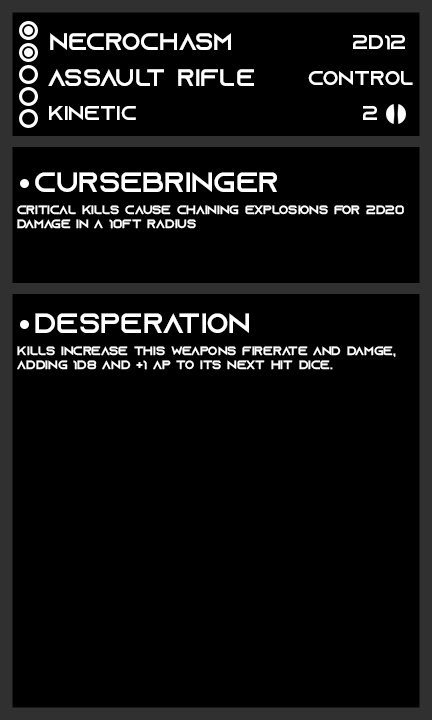 NECROCHASM 2D12
ASSAULT RIFLE CONTROL
KINETIC 2
•CURSEBRINGER
CRITICAL KILLS CAUSE CHAINING EXPLOSIONS FOR 2D20
DAMAGE IN A 10FT RADIUS
•DESPERATION
KILLS INCREASE THIS WEAPONS FIRERATE AND DAMGE,
ADDING 1D8 AND +1 AP TO ITS NEXT HIT DICE.